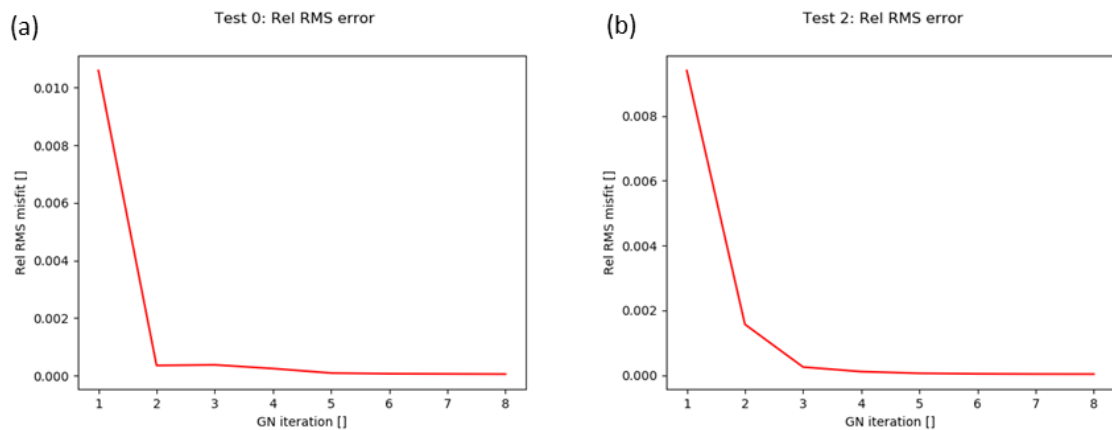 (a)
Test 0: Rel RMS error
Rel RMS misfit []
0.010
0.008
0.006
0.004
0.002
0.000
1 2 3 4 5 6 7 8
GN iteration []
(b)
Test 2: Rel RMS error
Rel RMS misfit []
0.008
0.006
0.004
0.002
0.000
1 2 3 4 5 6 7 8
GN iteration []